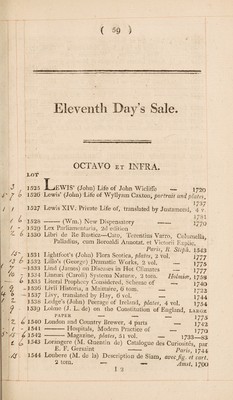 ( 59 )
Eleventh Day's Sale.
OCTAVO ET INFRA.
LOT
1525 LEWIS' (John) Life of John Wicliffe — 1720
1526 Lewis' (John) Life of Wyllyam Caxton, portrait and plates,
1737
1527 Lewis XIV. Private Life of, translated by Justamond, 4 v.
1781
1528 —— (Wm.) New Dispensatory — 1770
1529 Lex Parliamentaria, 2d edition
1530 Libri de Re Rustica—Cato, Terentius Varro, Columella,
Palladius, cum Beroaldi Annotat. et Victorii Explic.
Paris, R. Steph. 1543
1531 Lightfoot's (John) Flora Scotica, plates, 2 vol. 1777
1532 Lillo's (George) Dramatic Works, 2 vol. 1775
1533 Lind (James) on Diseases in Hot Climates — 1777
1534 Linnæi (Caroli) Systema Naturæ, 3 tom. Holmiæ, 1766
1535 Literal Prophecy Considered, Scheme of — 1749
1536 Livii Historia, a Maittaire, 6 tom. — 1722
1537 Livy, translated by Hay, 6 vol. — 1744
1538 Lodge's (John) Peerage of Ireland, plates, 4 vol. 1754
1539 Lolme (J. L. de) on the Constitution of England, LARGE
PAPER — 1775
1540 London and Country Brewer, 4 parts — 1742
1541 —— Hospitals, Modern Practice of — 1770
1542 —— Magazine, plates, 51 vol. — 1732—83
1543 Lorangere (M. Quentin de) Catalogue des Curiosités, par
E. F. Gersaint — Paris, 1744
1544 Loubere (M. de la) Description de Siam, avec fig. et cart.
2 tom. — Amst. 1700
I 2